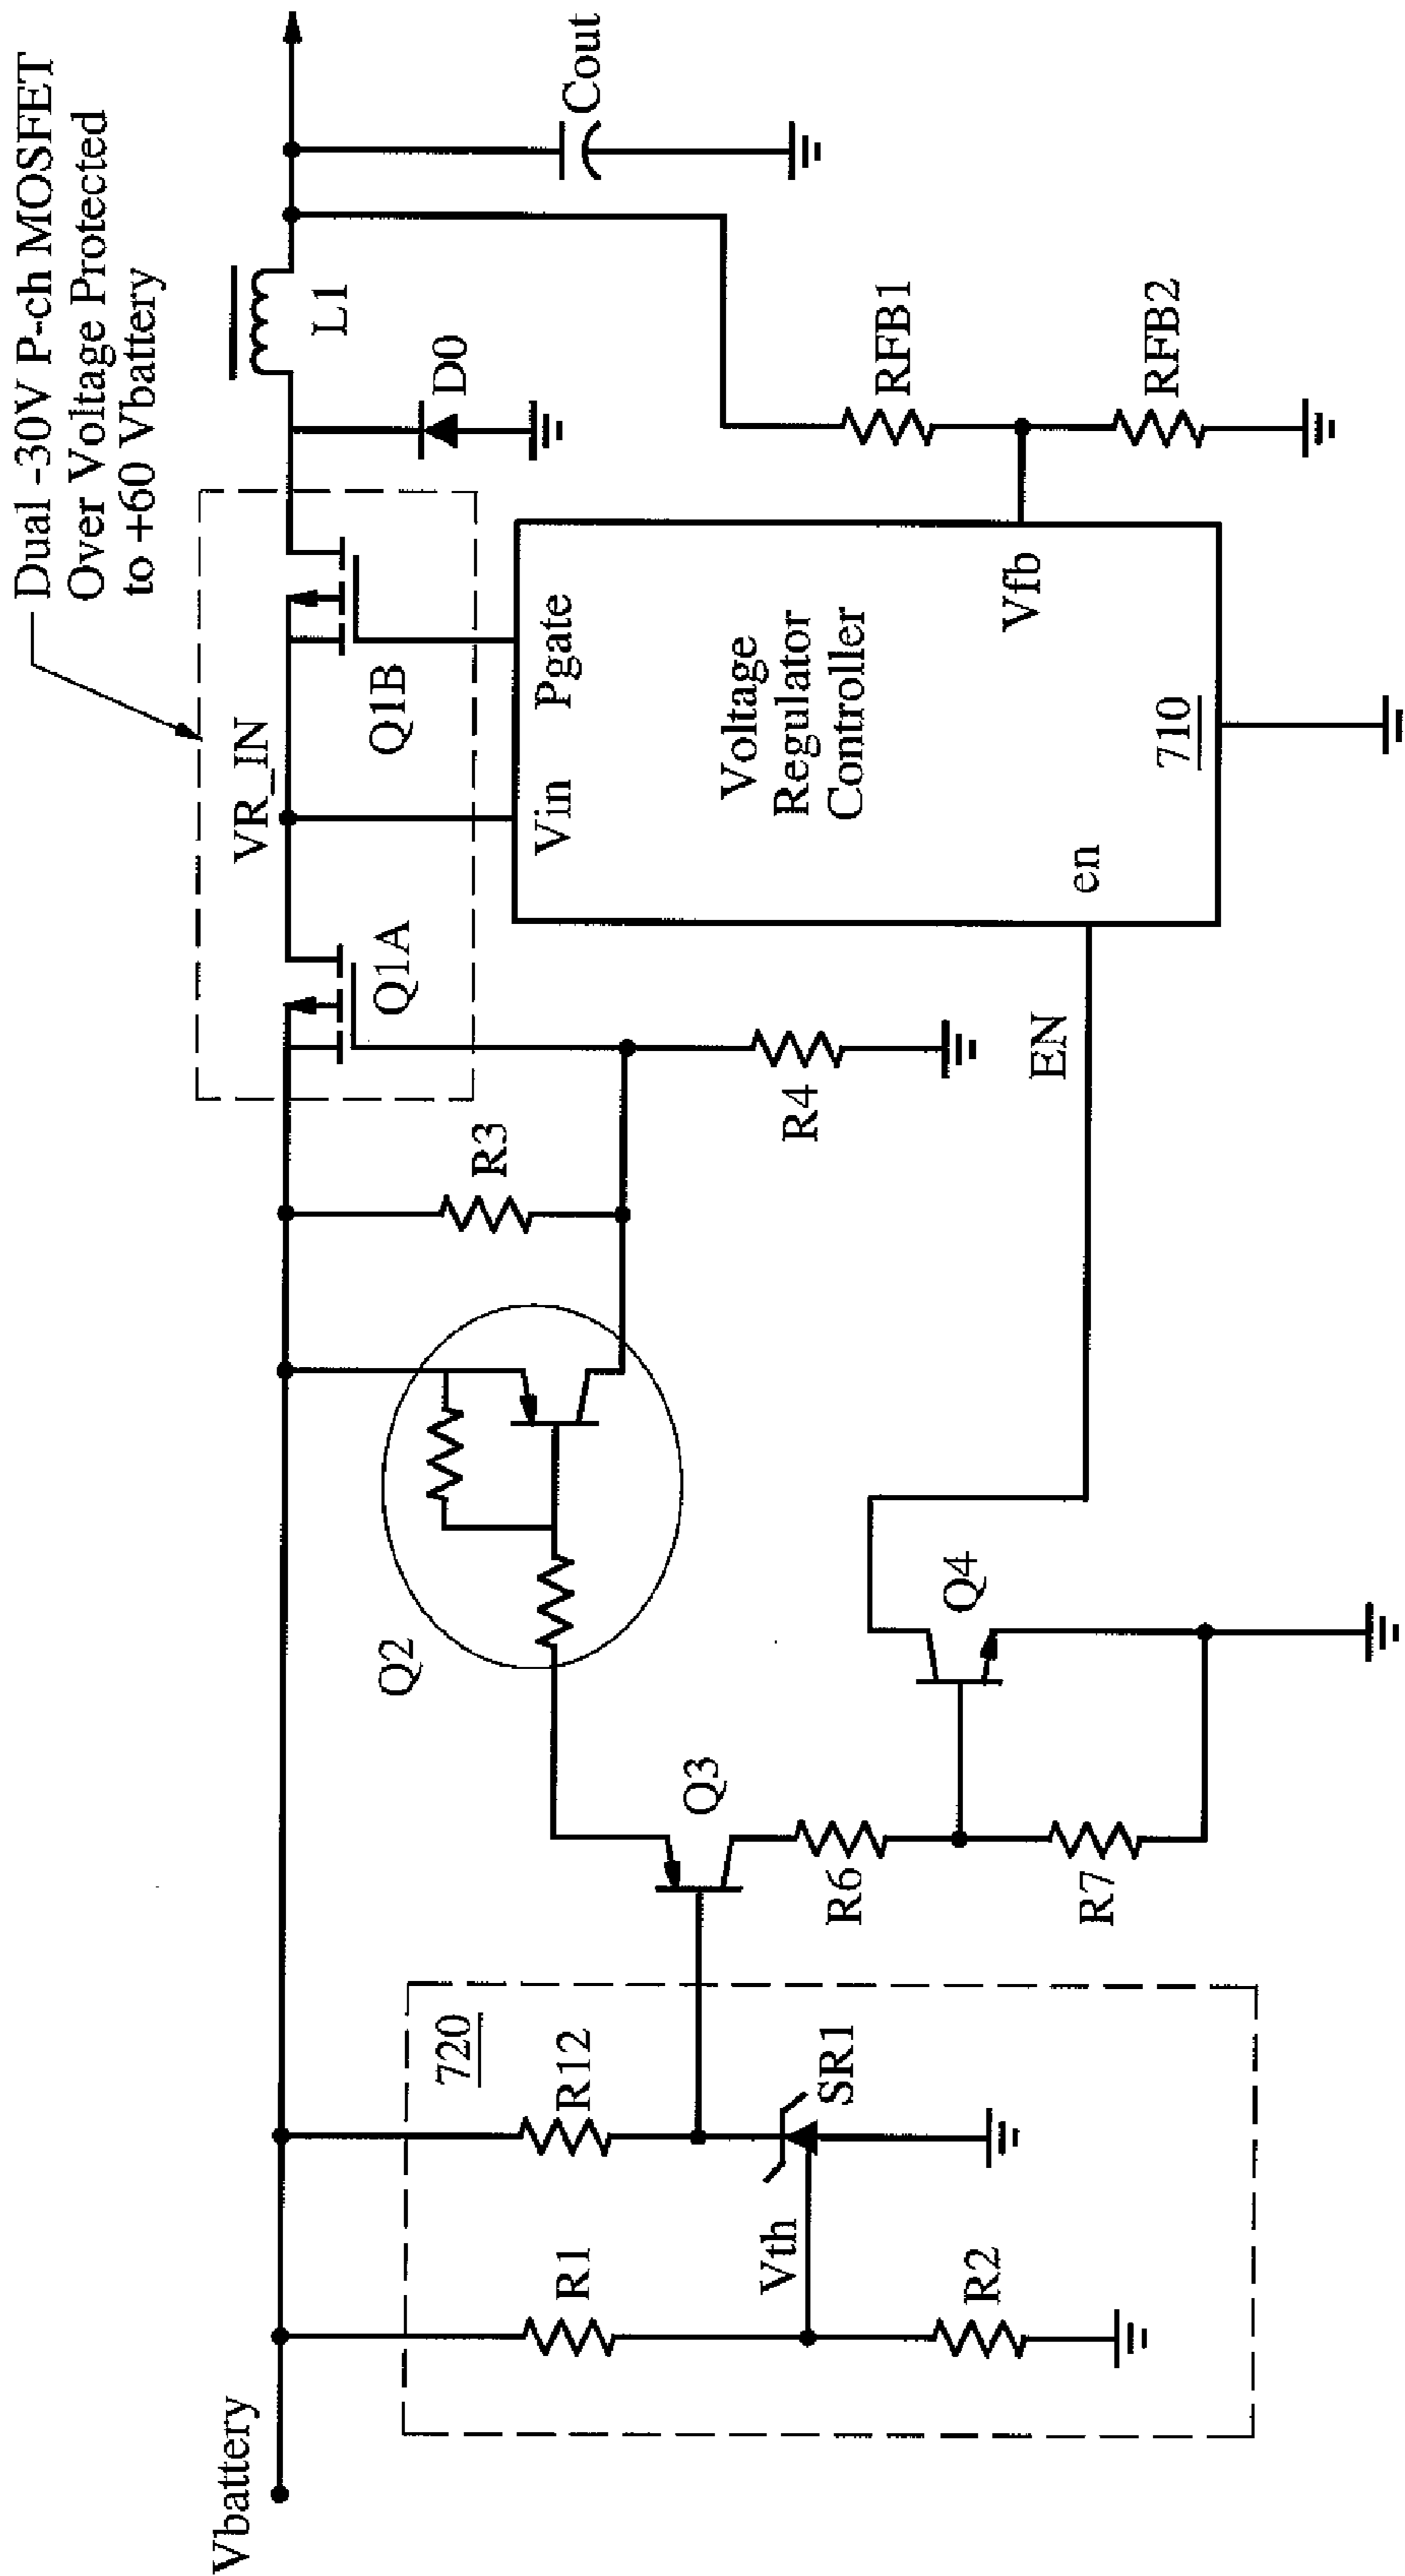 Dual -30V P-ch MOSFET
Over Voltage Protected
to +60 Vbattery
Vbattery
VR_IN
L1
Cout
D0
Q1A
Q1B
R3
Q2
Vin
Pgate
Voltage
Regulator
Controller
Vfb
710
en
RFB1
RFB2
R4
EN
Q3
Q4
R6
R7
720
R12
SR1
R1
Vth
R2